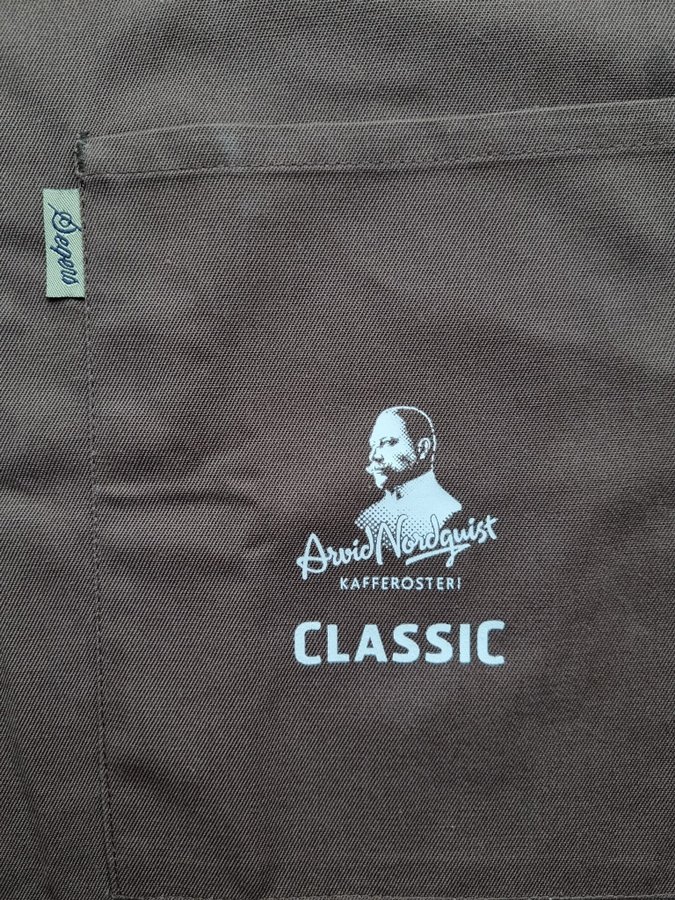 Segers
Arvid Nordquist
KAFFEROSTERI
CLASSIC